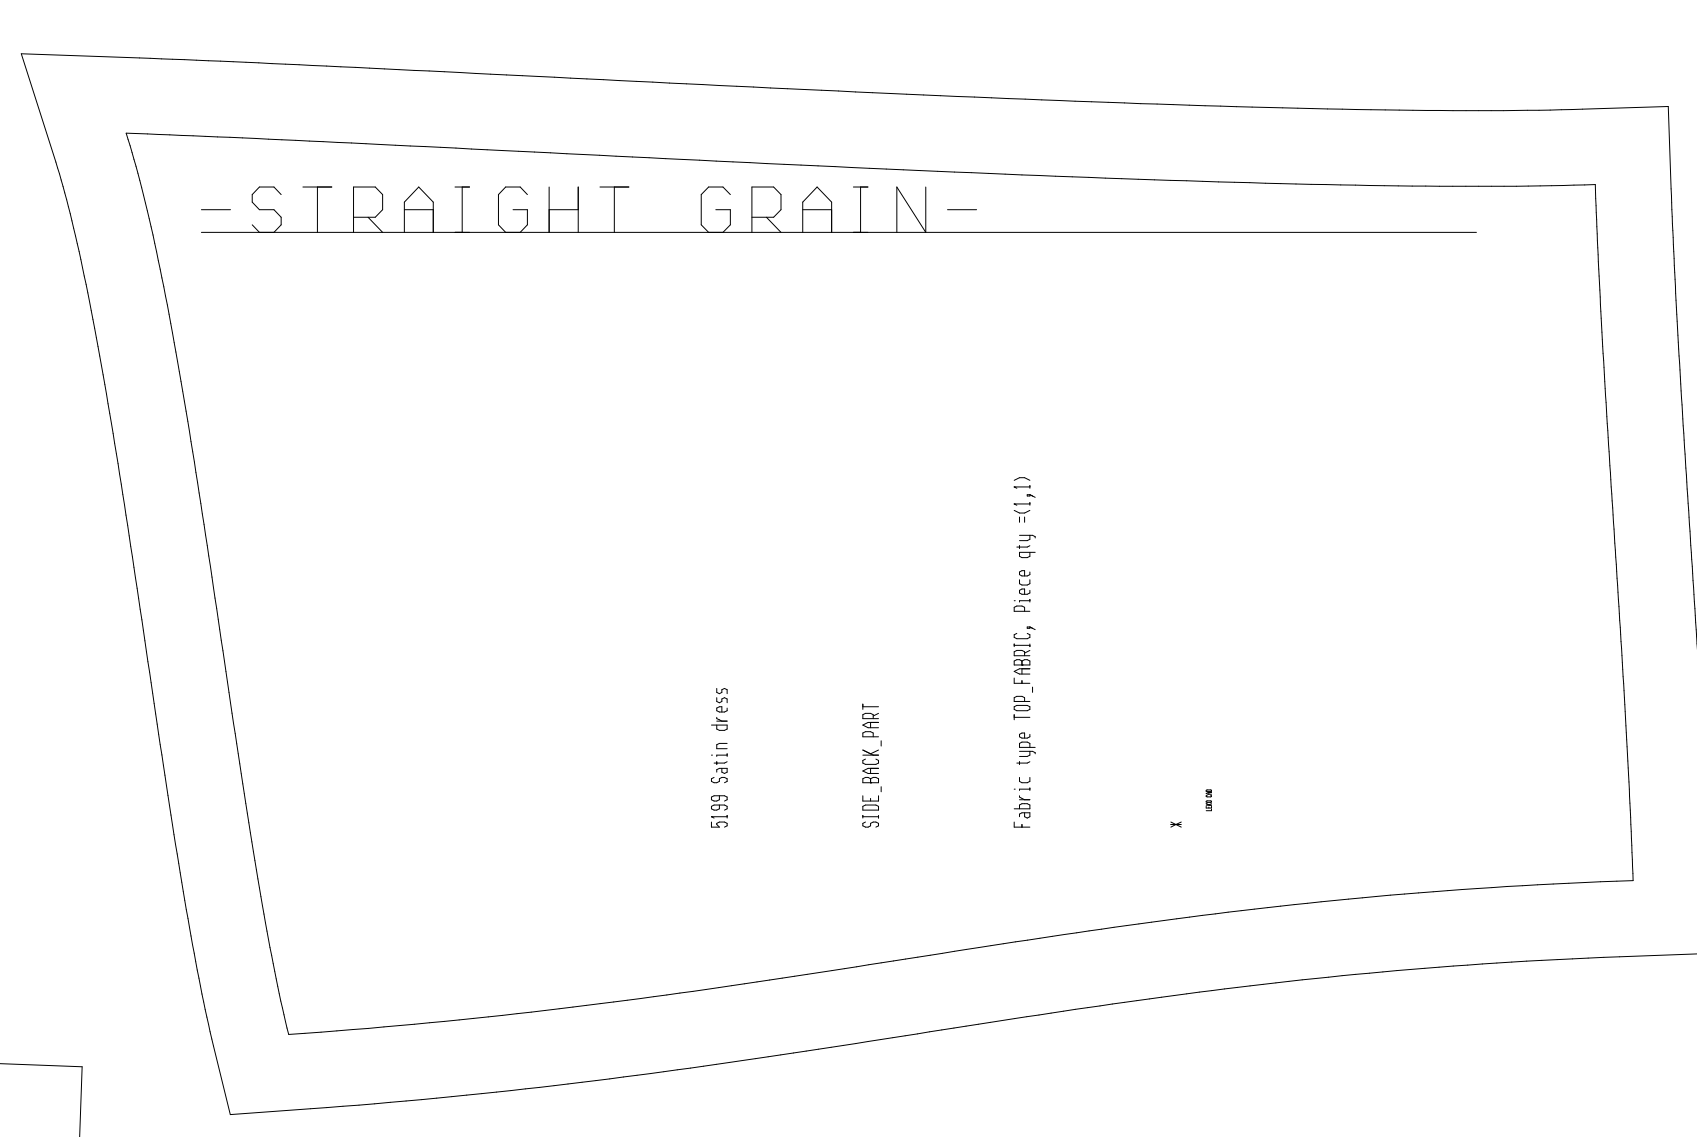 -STRAIGHT GRAIN-
5199 Satin dress
SIDE_BACK_PART
Fabric type TOP_FABRIC, Piece qty =(1,1)
X